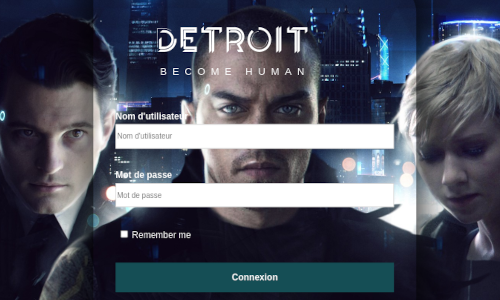 DETROIT
BECOME HUMAN
Nom d'utilisateur
Nom d'utilisateur
Mot de passe
Mot de passe
Remember me
Connexion